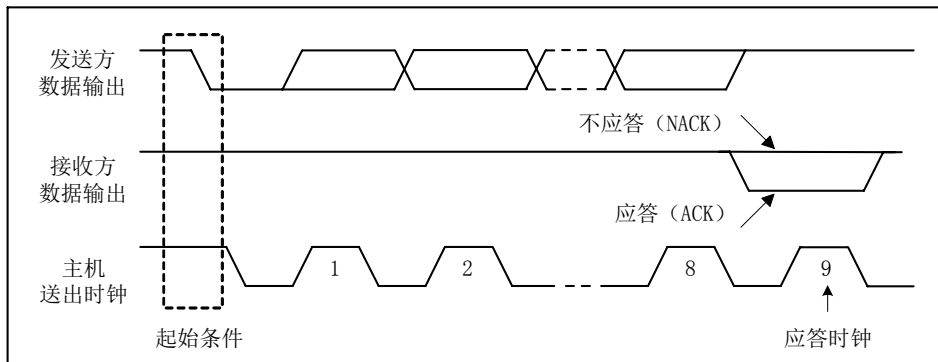 发送方
数据输出
不应答（NACK）
接收方
数据输出
应答（ACK）
主机
送出时钟
1
2
8
9
起始条件
应答时钟